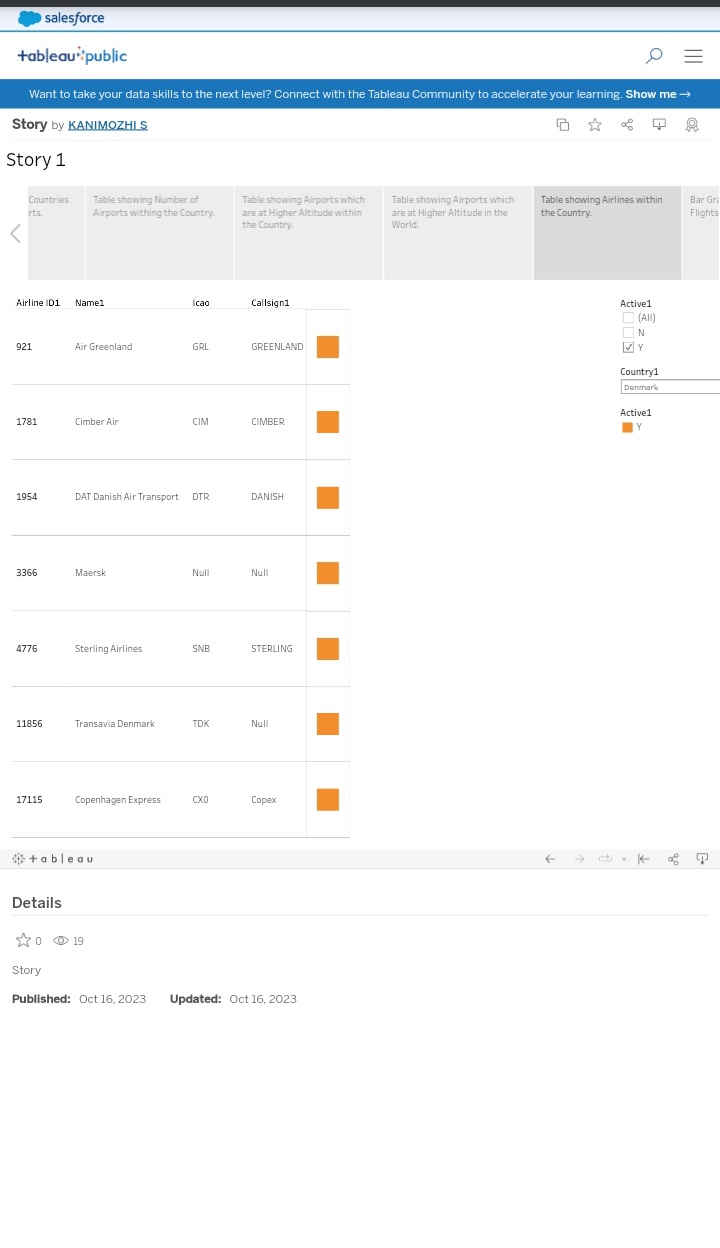 salesforce
+ableau public
Want to take your data skills to the next level? Connect with the Tableau Community to accelerate your learning. Show me →
Story by KANIMOZHI S
Story 1
Countries
rts.
Table showing Number of
Airports withing the Country.
Table showing Airports which
are at Higher Altitude within
the Country.
Table showing Airports which
are at Higher Altitude in the
World.
Table showing Airlines within
the Country.
Bar Gra
Flights
Airline ID1 Name1 Icao Callsign1
921 Air Greenland GRL GREENLAND
1781 Cimber Air CIM CIMBER
1954 DAT Danish Air Transport DTR DANISH
3366 Maersk Null Null
4776 Sterling Airlines SNB STERLING
11856 Transavia Denmark TDK Null
17115 Copenhagen Express CX0 Copex
Active1
(All)
N
Y
Country1
Denmark
Active1
Y
+ableau
Details
0 19
Story
Published: Oct 16, 2023 Updated: Oct 16, 2023